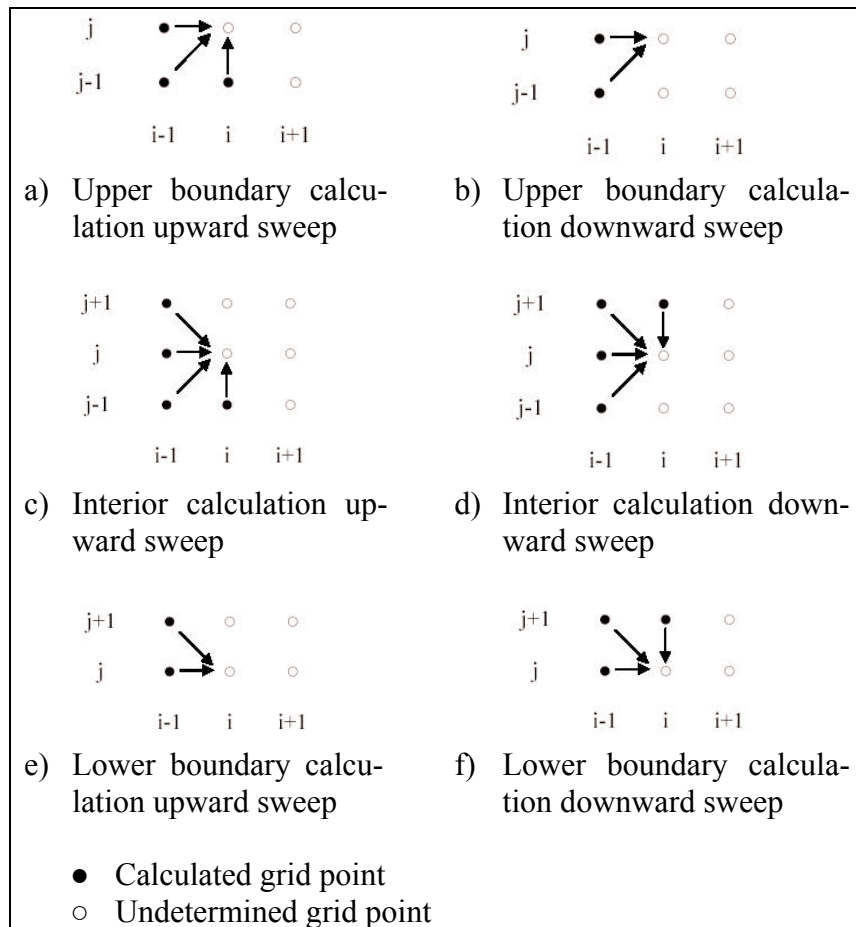 j
j-1
i-1 i i+1
a) Upper boundary calcu-
lation upward sweep
j
j-1
i-1 i i+1
b) Upper boundary calcula-
tion downward sweep
j+1
j
j-1
i-1 i i+1
c) Interior calculation up-
ward sweep
j+1
j
j-1
i-1 i i+1
d) Interior calculation down-
ward sweep
j+1
j
i-1 i i+1
e) Lower boundary calcu-
lation upward sweep
j+1
j
i-1 i i+1
f) Lower boundary calcula-
tion downward sweep
● Calculated grid point
○ Undetermined grid point